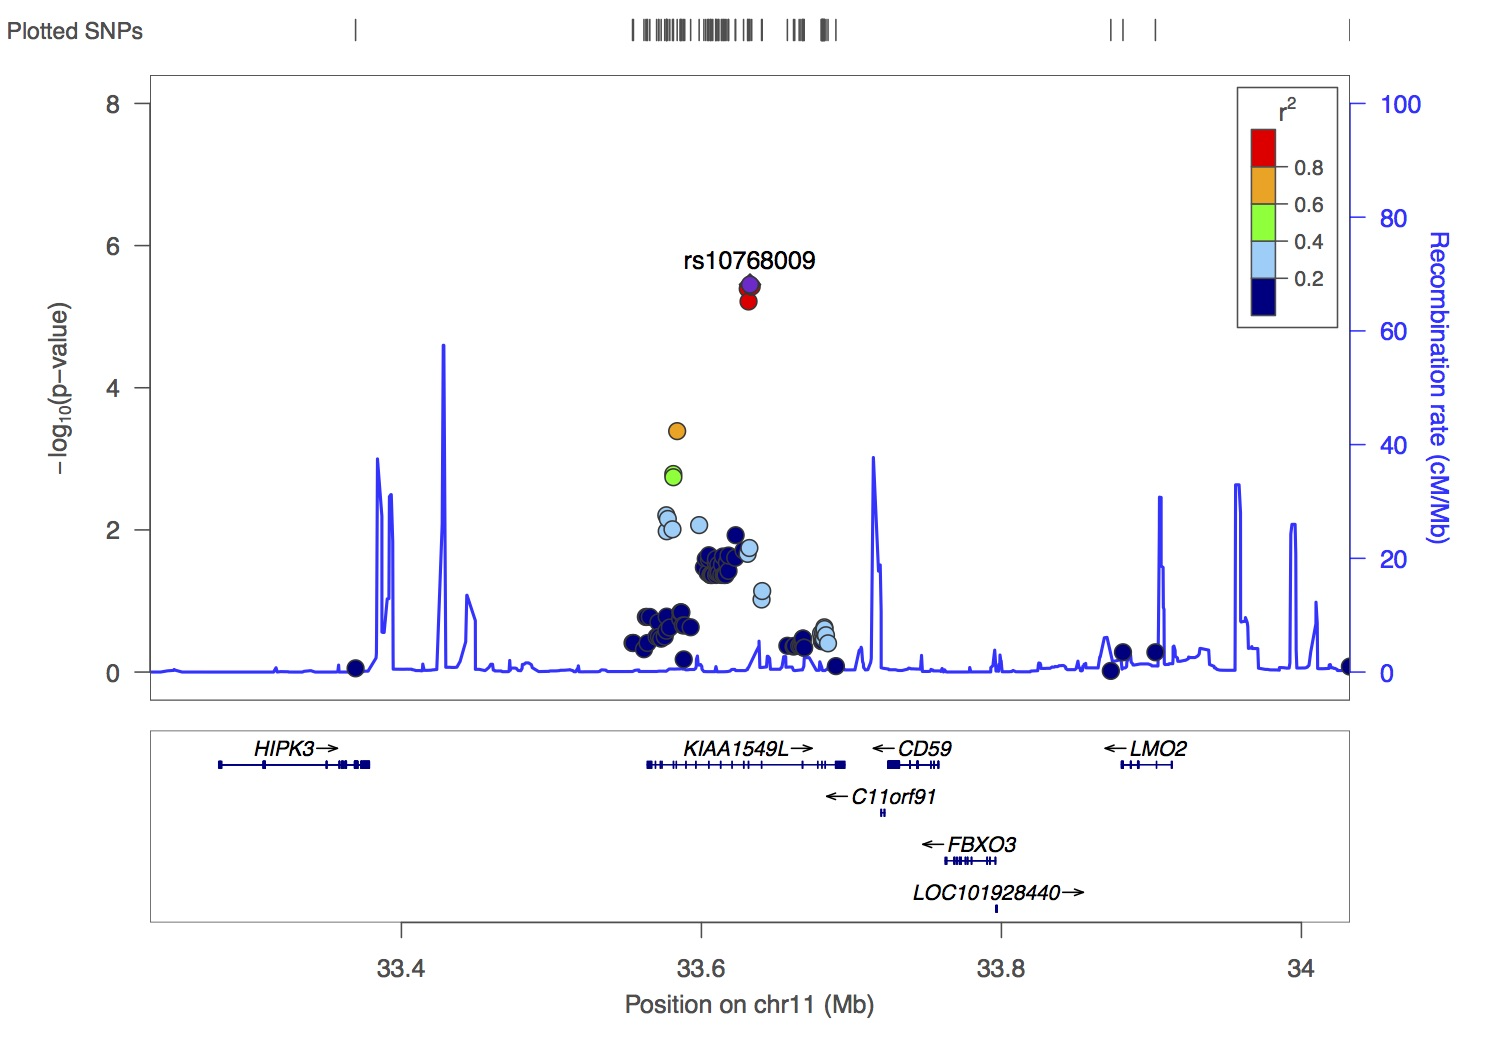 Plotted SNPs
8
6
4
2
0
−log10(p−value)
100
80
60
40
20
0
Recombination rate (cM/Mb)
r2
0.8
0.6
0.4
0.2
rs10768009
HIPK3→
KIAA1549L→
←CD59
←LMO2
←C11orf91
←FBXO3
LOC101928440→
33.4 33.6 33.8 34
Position on chr11 (Mb)